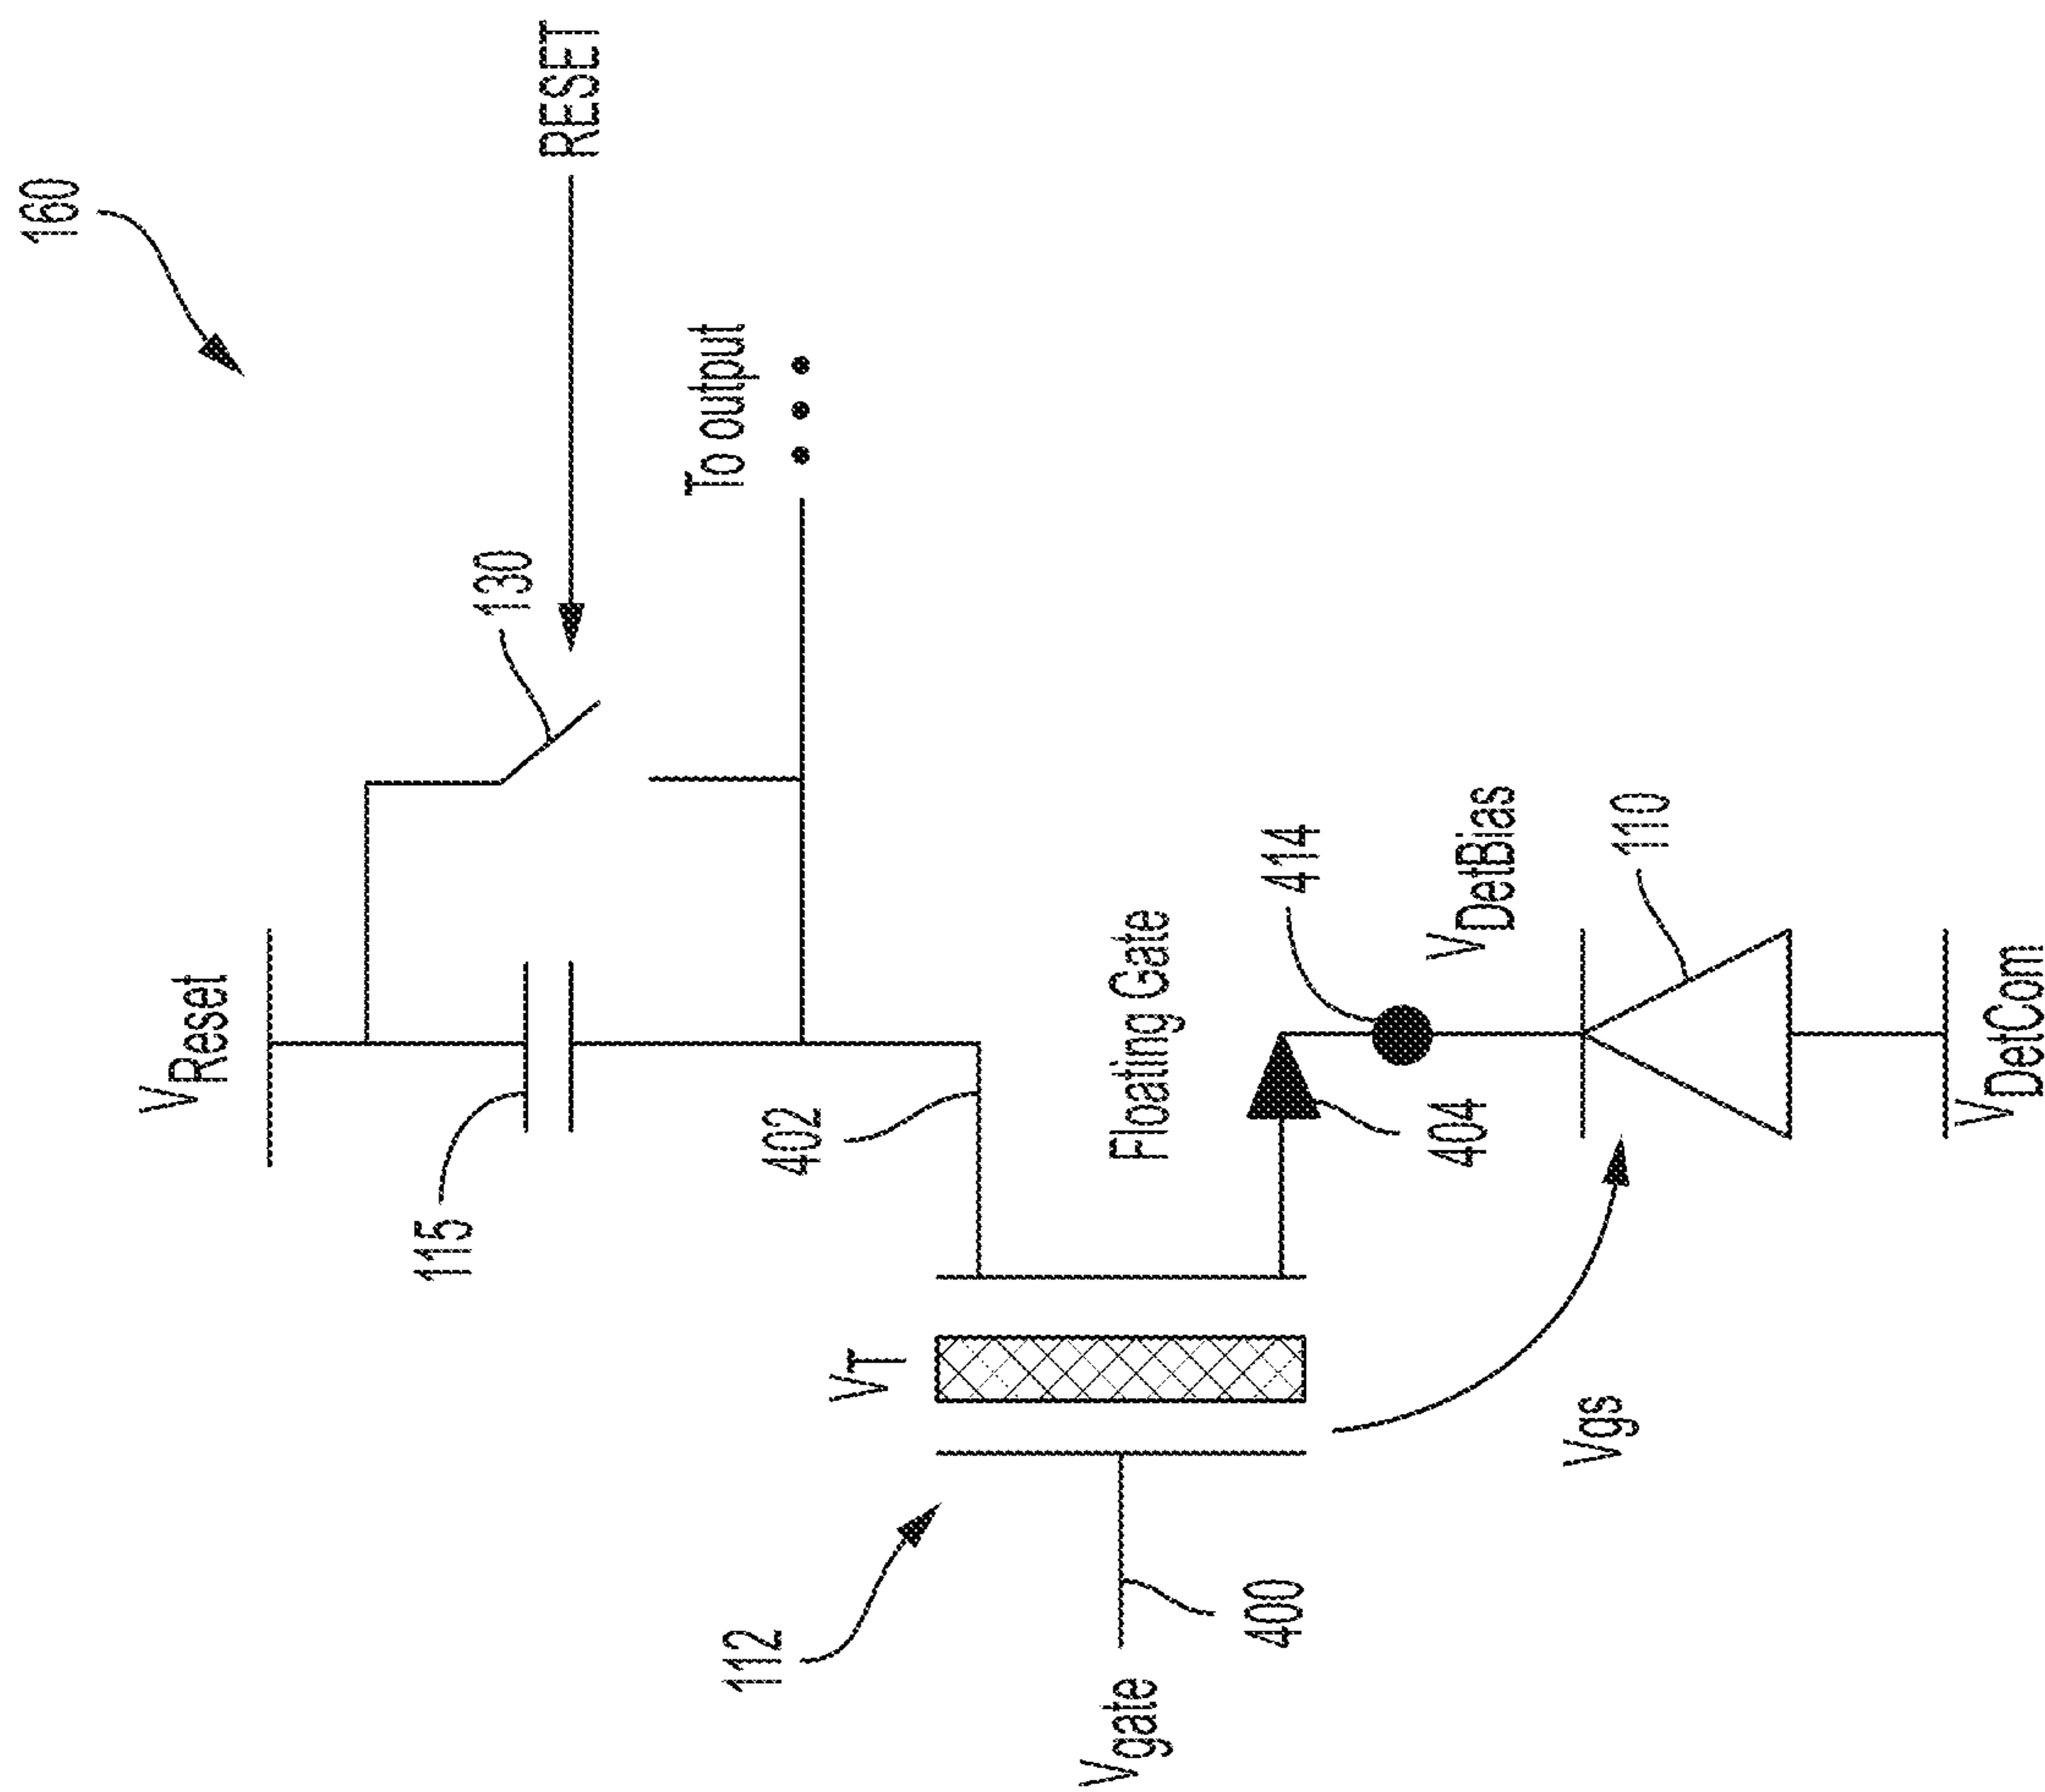 160
RESET
VReset
130
115
To output
402
VT
Floating Gate
414
VDetBias
404
110
112
400
Vgate
Vgs
VDetCom